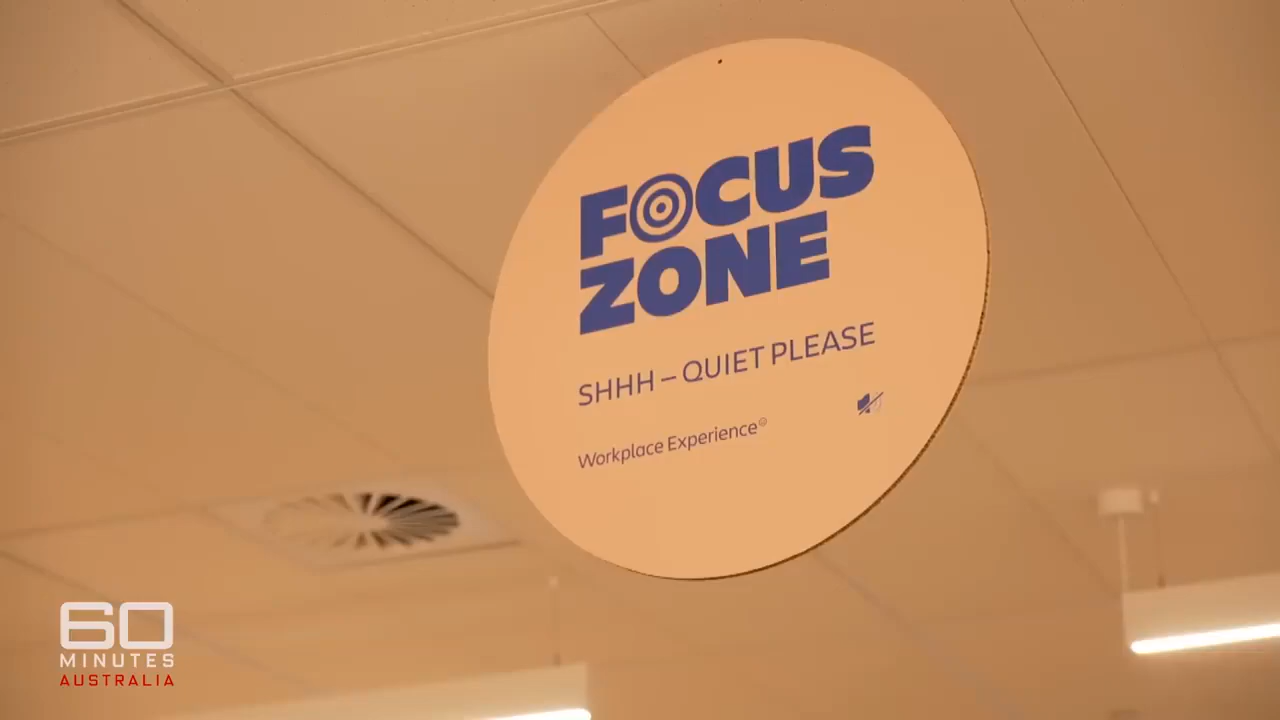 FOCUS
ZONE
SHHH – QUIET PLEASE
Workplace Experience
60
MINUTES
AUSTRALIA